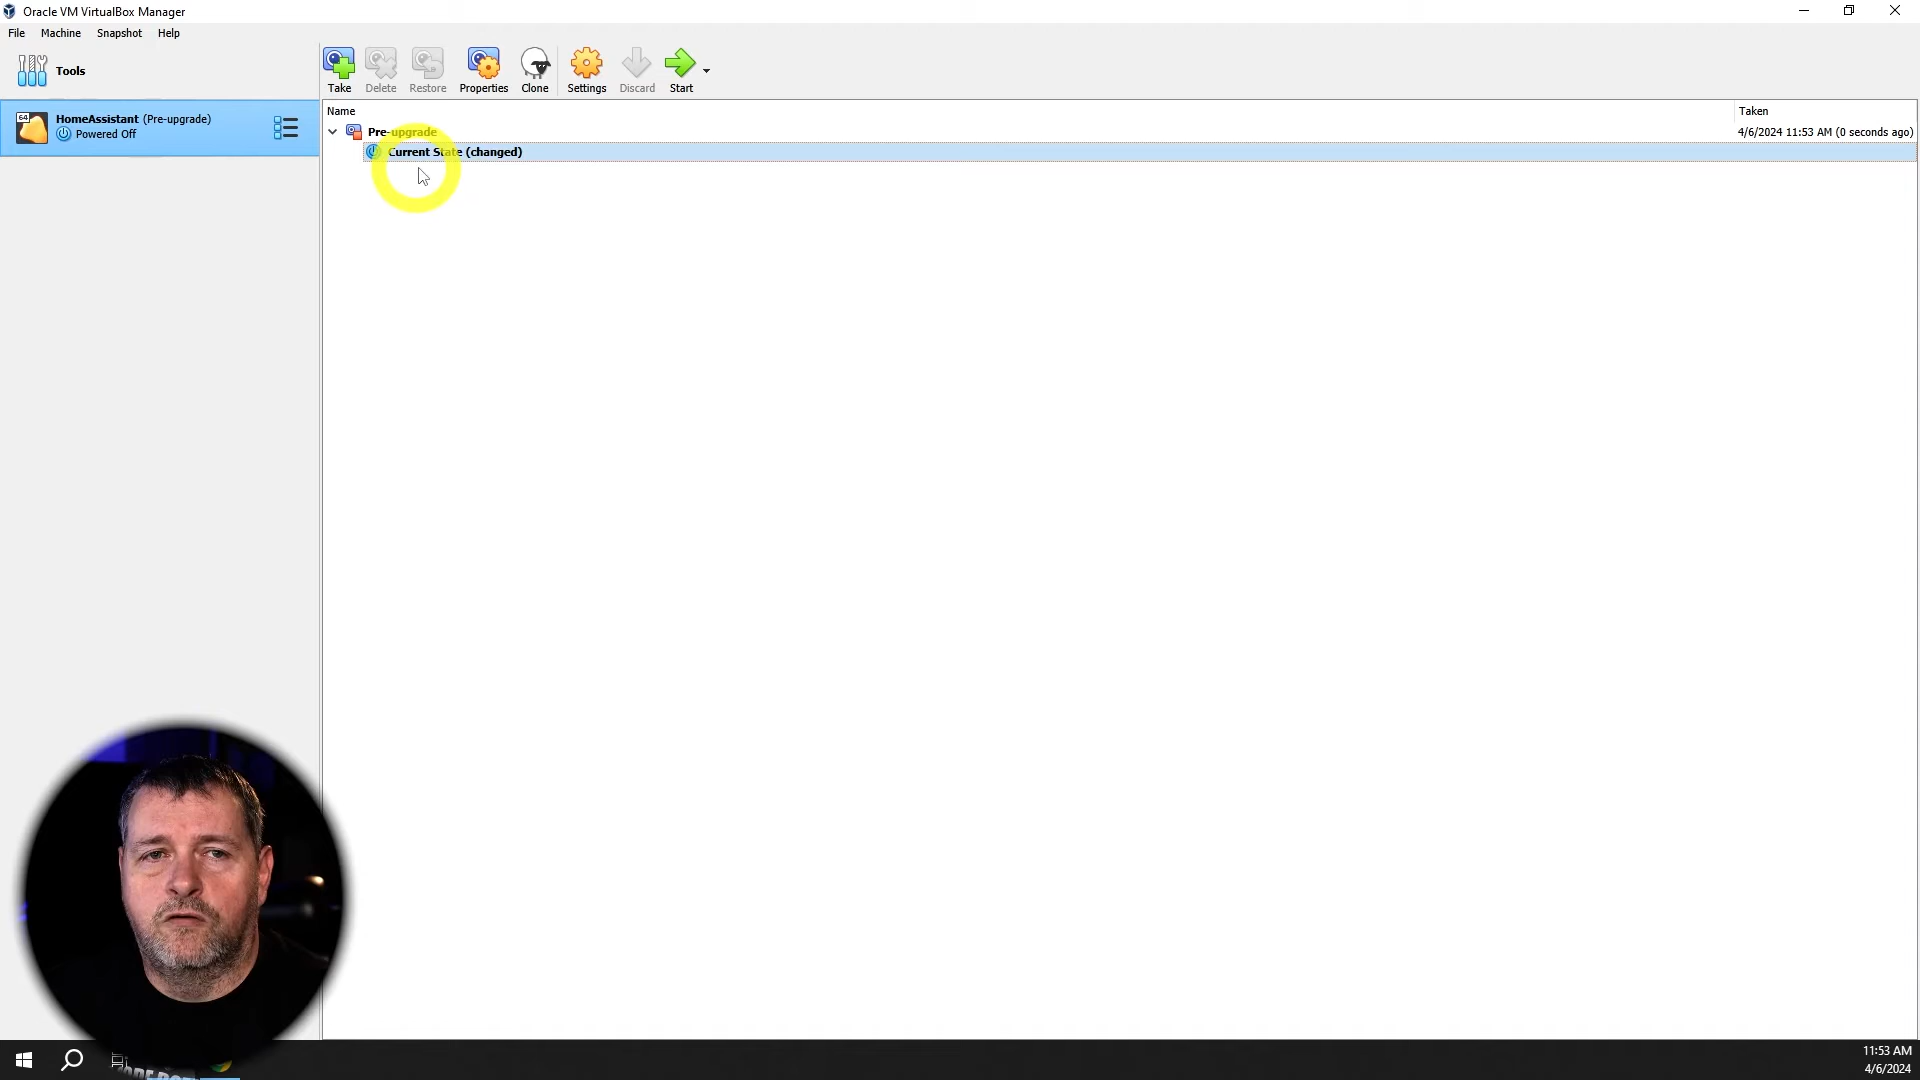 Oracle VM VirtualBox Manager
File Machine Snapshot Help
Tools
Take Delete Restore Properties Clone Settings Discard Start
64
HomeAssistant (Pre-upgrade)
Powered Off
Name Taken
Pre-upgrade 4/6/2024 11:53 AM (0 seconds ago)
Current State (changed)
11:53 AM
4/6/2024